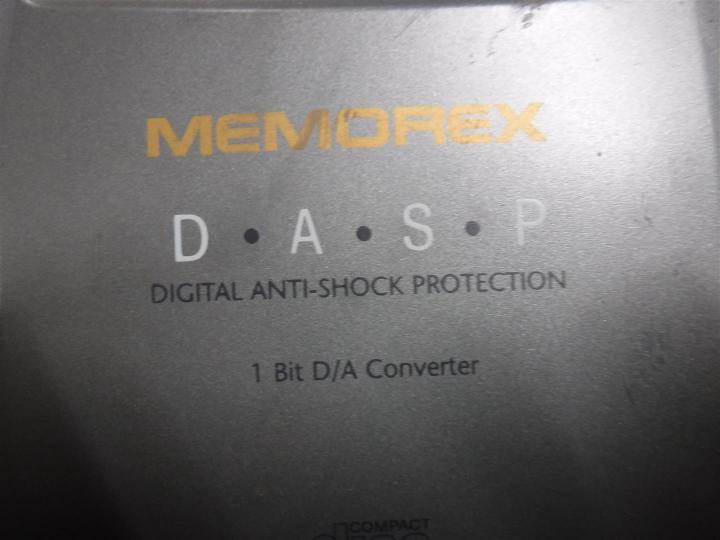 MEMOREX
D • A • S • P
DIGITAL ANTI-SHOCK PROTECTION
1 Bit D/A Converter
COMPACT